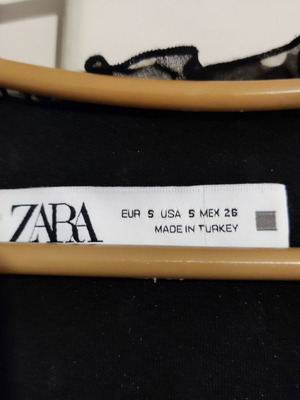 ZARA
EUR S USA S MEX 26
MADE IN TURKEY